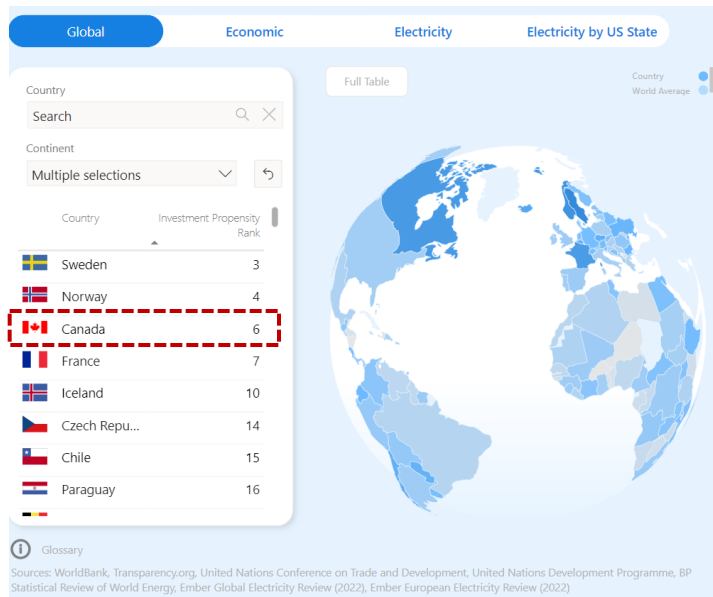 Global Economic Electricity Electricity by US State
Country
Search
Continent
Multiple selections
Country Investment Propensity
Rank
Sweden 3
Norway 4
Canada 6
France 7
Iceland 10
Czech Repu... 14
Chile 15
Paraguay 16
Full Table
Country
World Average
Glossary
Sources: WorldBank, Transparency.org, United Nations Conference on Trade and Development, United Nations Development Programme, BP
Statistical Review of World Energy, Ember Global Electricity Review (2022), Ember European Electricity Review (2022)